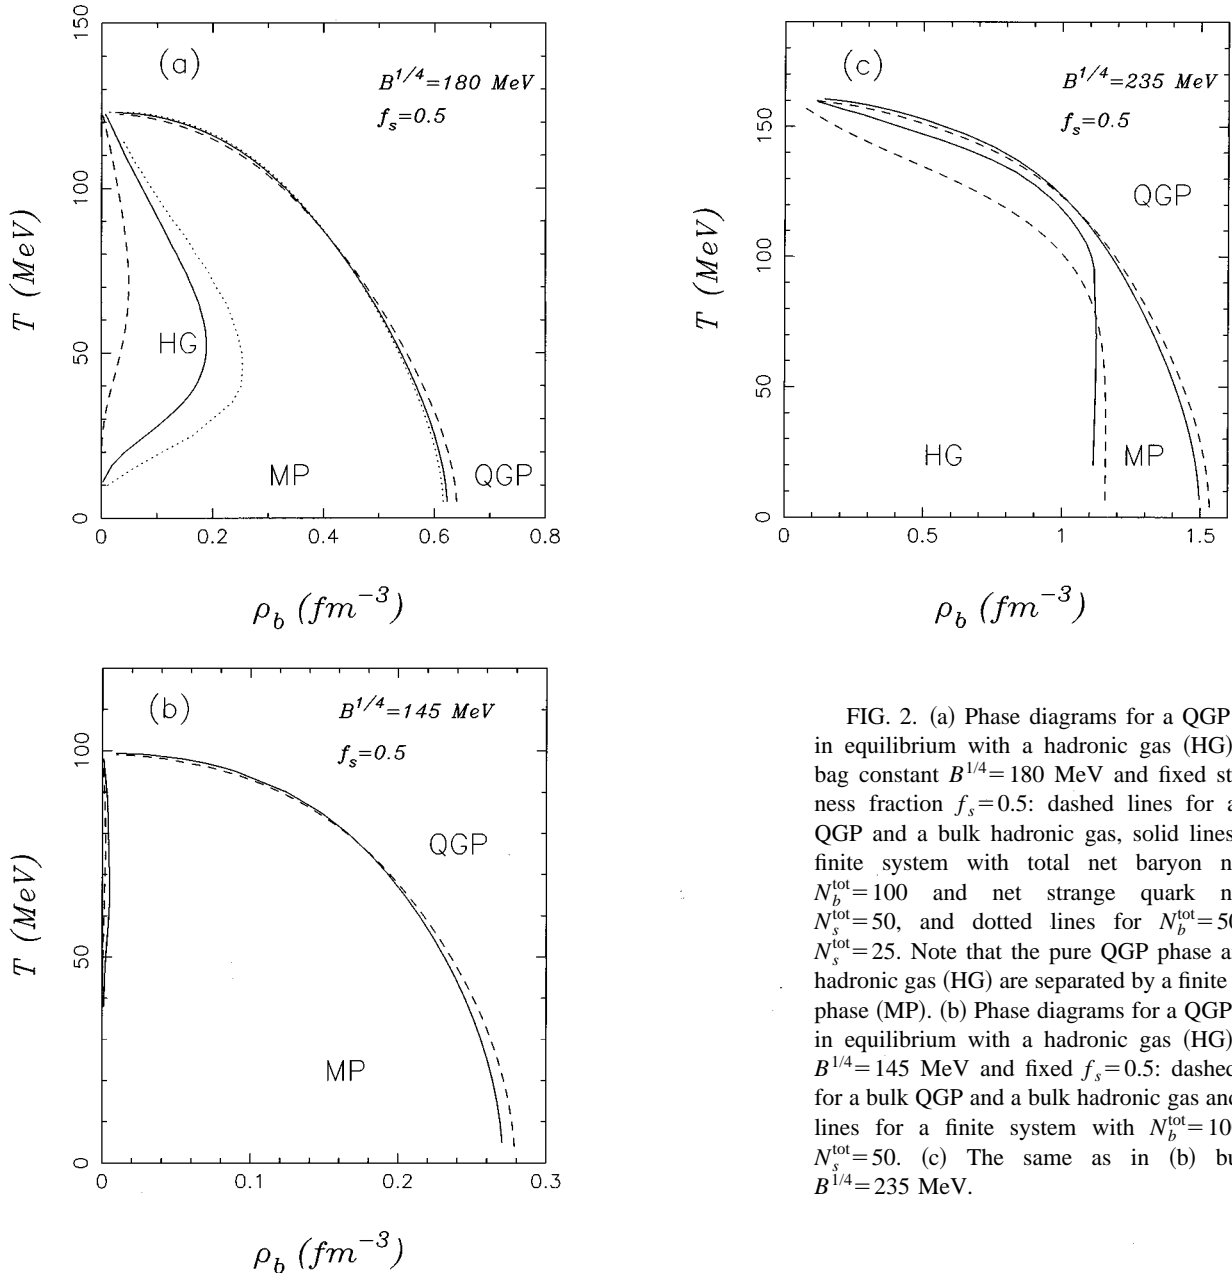 (a)
B^{1/4}=180 MeV
f_s=0.5
150
100
50
0
T (MeV)
HG
MP
QGP
0
0.2
0.4
0.6
0.8
ρ_b (fm^{-3})
(c)
B^{1/4}=235 MeV
f_s=0.5
150
100
50
0
T (MeV)
QGP
HG
MP
0
0.5
1
1.5
ρ_b (fm^{-3})
(b)
B^{1/4}=145 MeV
f_s=0.5
100
50
0
T (MeV)
QGP
MP
0
0.1
0.2
0.3
ρ_b (fm^{-3})
FIG. 2. (a) Phase diagrams for a QGP
in equilibrium with a hadronic gas (HG)
bag constant B^{1/4}=180 MeV and fixed
ness fraction f_s=0.5: dashed lines for
QGP and a bulk hadronic gas, solid lines
finite system with total net baryon
N_b^{tot}=100 and net strange quark
N_s^{tot}=50, and dotted lines for
N_s^{tot}=25. Note that the pure QGP phase
hadronic gas (HG) are separated by a finite
phase (MP). (b) Phase diagrams for a QGP
in equilibrium with a hadronic gas (HG)
B^{1/4}=145 MeV and fixed f_s=0.5: dashed
for a bulk QGP and a bulk hadronic gas and
lines for a finite system with
N_s^{tot}=50. (c) The same as in (b)
B^{1/4}=235 MeV.